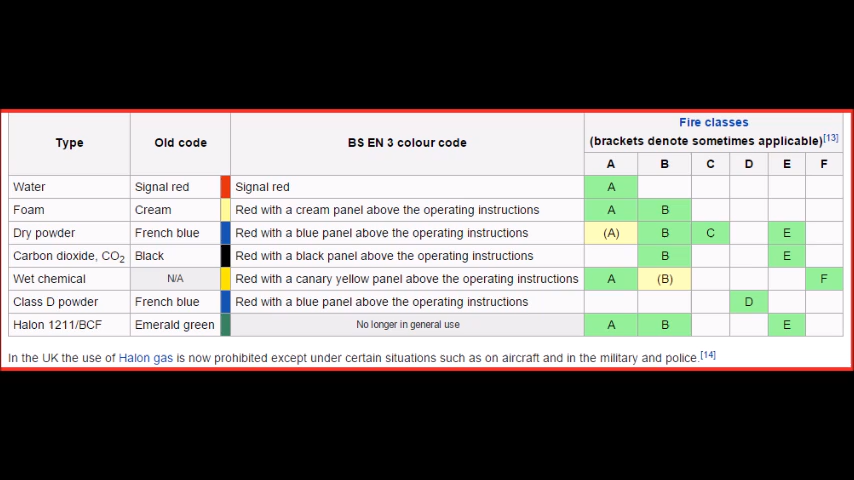 Type Old code BS EN 3 colour code Fire classes
(brackets denote sometimes applicable)[13]
A B C D E F
Water Signal red Signal red A
Foam Cream Red with a cream panel above the operating instructions A B
Dry powder French blue Red with a blue panel above the operating instructions (A) B C E
Carbon dioxide, CO2 Black Red with a black panel above the operating instructions B E
Wet chemical N/A Red with a canary yellow panel above the operating instructions A (B) F
Class D powder French blue Red with a blue panel above the operating instructions D
Halon 1211/BCF Emerald green No longer in general use A B E
In the UK the use of Halon gas is now prohibited except under certain situations such as on aircraft and in the military and police.[14]